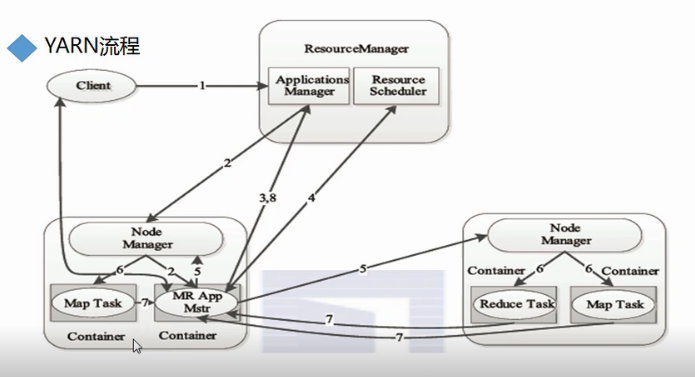 YARN流程
ResourceManager
Client
1
Applications
Manager
Resource
Scheduler
2
3,8
4
Node
Manager
6
2
5
5
Map Task
7
MR App
Mstr
Container
Container
Node
Manager
Container
6
6
Container
Reduce Task
Map Task
7
7